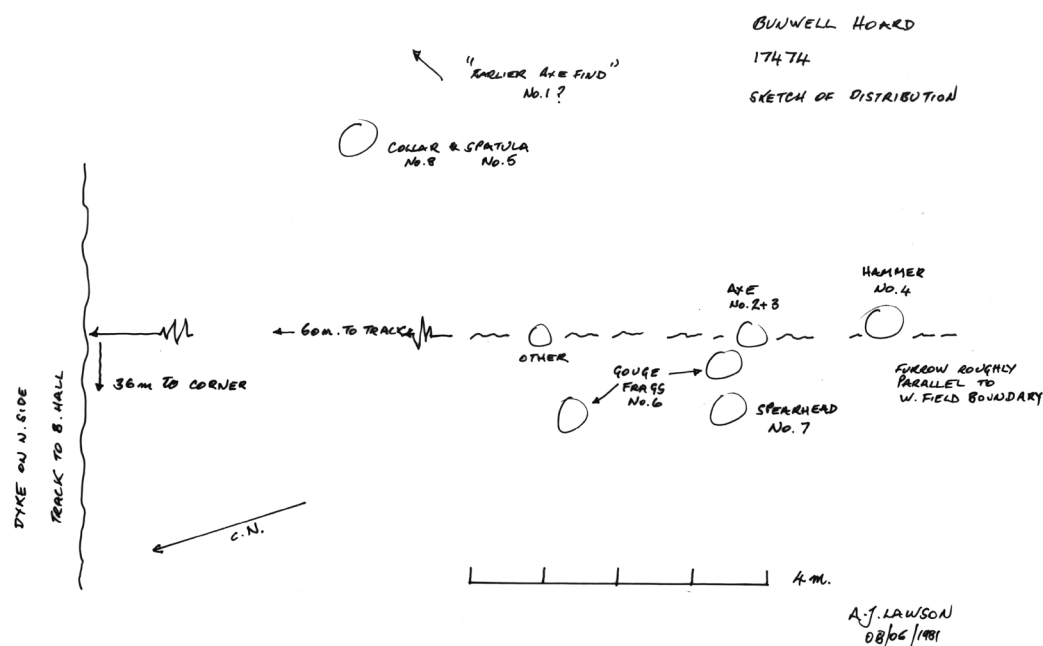 BUNWELL HOARD
17474
SKETCH OF DISTRIBUTION
"EARLIER AXE FIND"
No.1?
COLLAR & SPATULA
No.8 No.5
HAMMER
No.4
AXE
No.2+3
60m. TO TRACK
OTHER
36m TO CORNER
GOUGE
FRAGS
No.6
FURROW ROUGHLY
PARALLEL TO
W. FIELD BOUNDARY
SPEARHEAD
No.7
DYKE ON N. SIDE
TRACK TO B. HALL
C.N.
4m.
A.J. LAWSON
08/06/1981